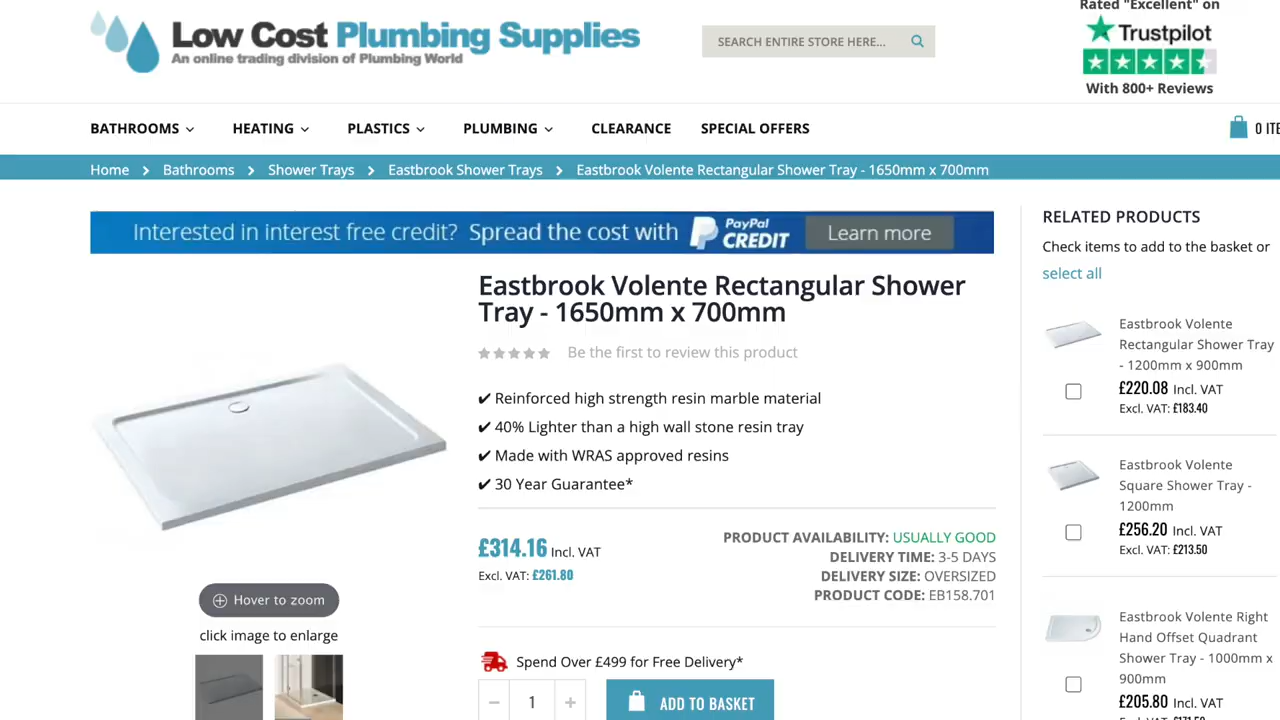 Rated "Excellent" on
Low Cost Plumbing Supplies
An online trading division of Plumbing World
SEARCH ENTIRE STORE HERE...
Trustpilot
With 800+ Reviews
BATHROOMS HEATING PLASTICS PLUMBING CLEARANCE SPECIAL OFFERS
0 ITE
Home > Bathrooms > Shower Trays > Eastbrook Shower Trays > Eastbrook Volente Rectangular Shower Tray - 1650mm x 700mm
Interested in interest free credit? Spread the cost with PayPal CREDIT Learn more
Eastbrook Volente Rectangular Shower
Tray - 1650mm x 700mm
Be the first to review this product
✔ Reinforced high strength resin marble material
✔ 40% Lighter than a high wall stone resin tray
✔ Made with WRAS approved resins
✔ 30 Year Guarantee*
£314.16 Incl. VAT
Excl. VAT: £261.80
PRODUCT AVAILABILITY: USUALLY GOOD
DELIVERY TIME: 3-5 DAYS
DELIVERY SIZE: OVERSIZED
PRODUCT CODE: EB158.701
Hover to zoom
click image to enlarge
Spend Over £499 for Free Delivery*
− 1 +
ADD TO BASKET
RELATED PRODUCTS
Check items to add to the basket or
select all
Eastbrook Volente
Rectangular Shower Tray
- 1200mm x 900mm
£220.08 Incl. VAT
Excl. VAT: £183.40
Eastbrook Volente
Square Shower Tray -
1200mm
£256.20 Incl. VAT
Excl. VAT: £213.50
Eastbrook Volente Right
Hand Offset Quadrant
Shower Tray - 1000mm x
900mm
£205.80 Incl. VAT
Excl. VAT: £171.50